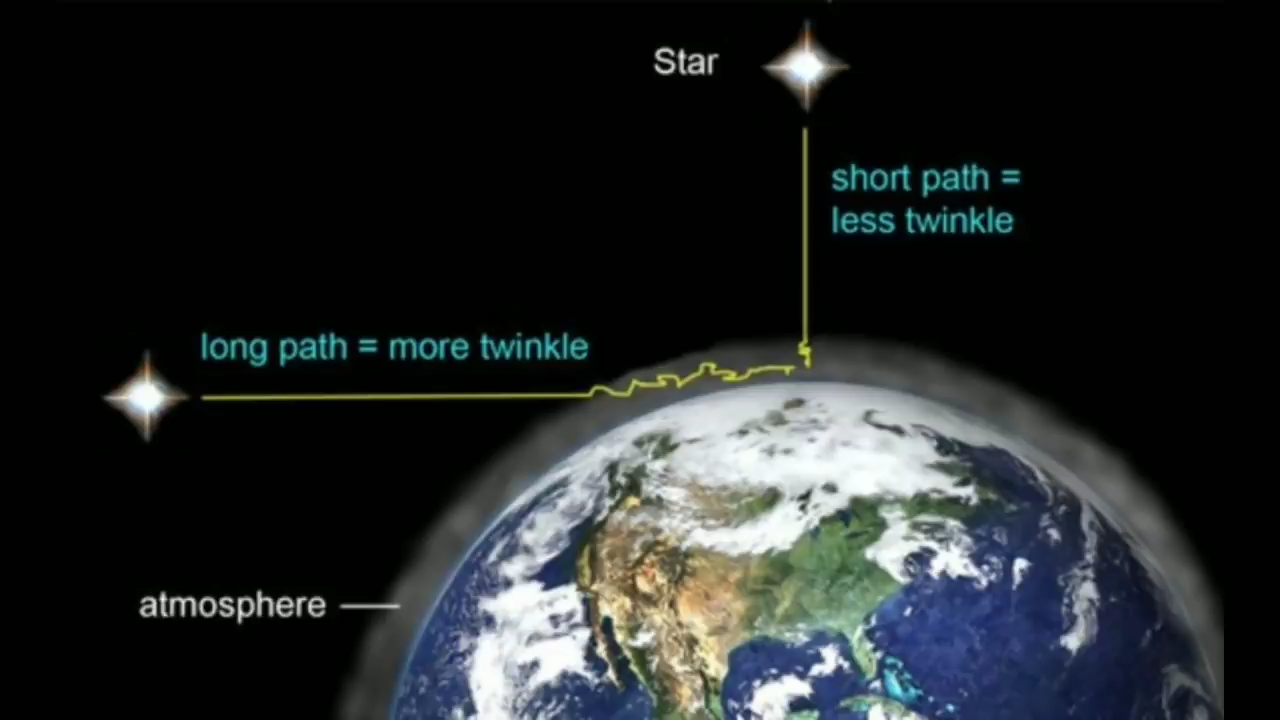 Star
short path =
less twinkle
long path = more twinkle
atmosphere